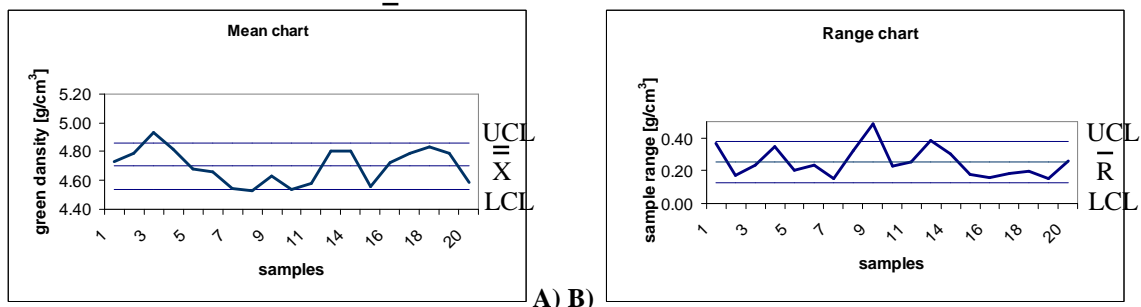 Mean chart
green dansity [g/cm³]
5.20
5.00
4.80
4.60
4.40
UCL
X
LCL
1
3
5
7
9
11
14
16
18
20
samples
A) B)
Range chart
sample range [g/cm³]
0.40
0.20
0.00
UCL
R
LCL
1
3
5
7
9
11
14
16
18
20
samples